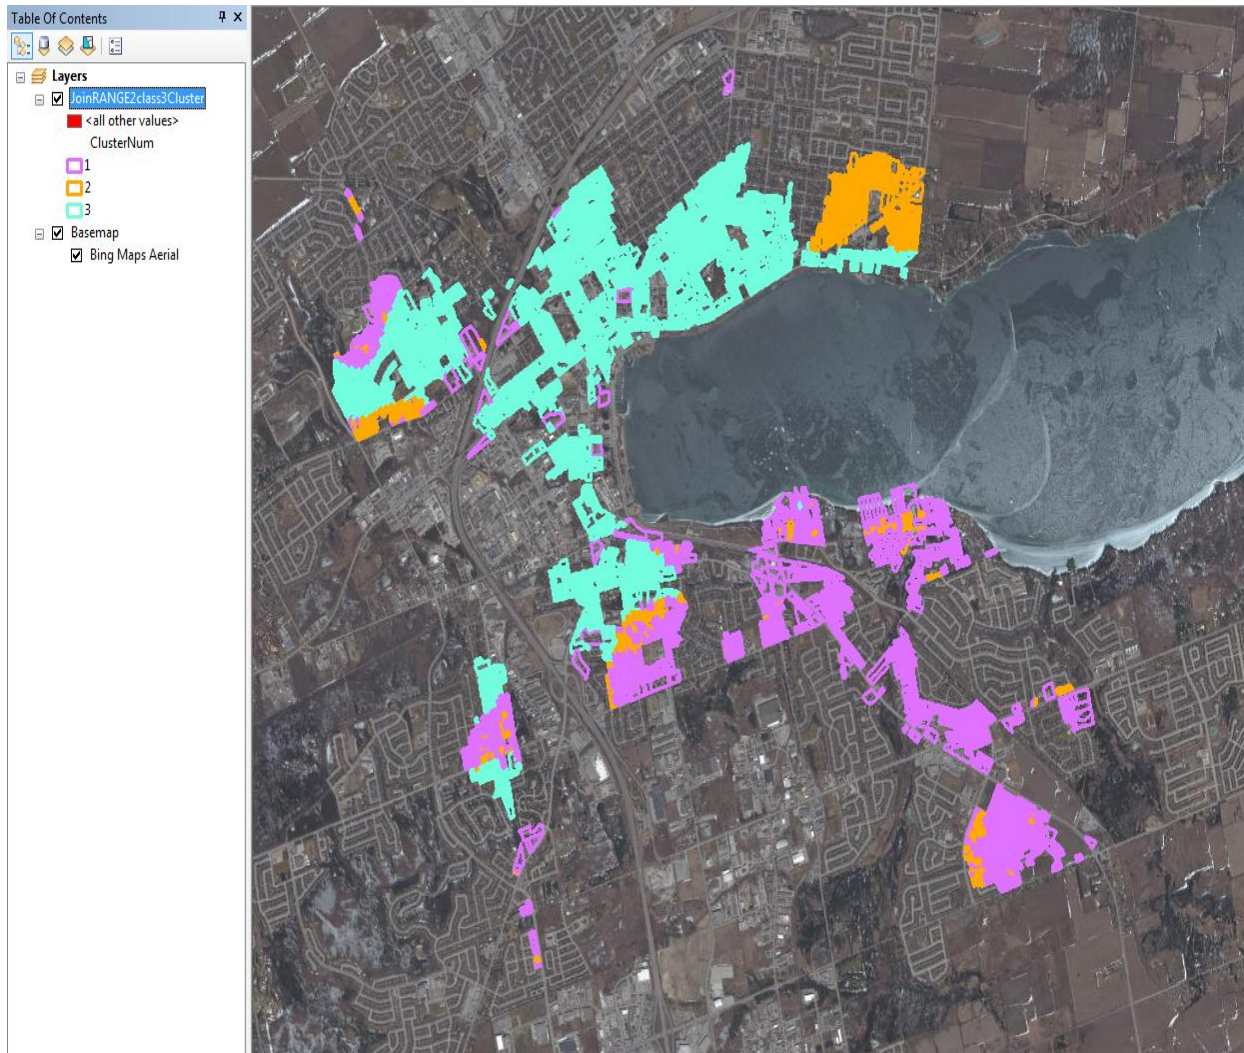 Table Of Contents
Layers
JoinRANGE2class3Cluster
<all other values>
ClusterNum
1
2
3
Basemap
Bing Maps Aerial